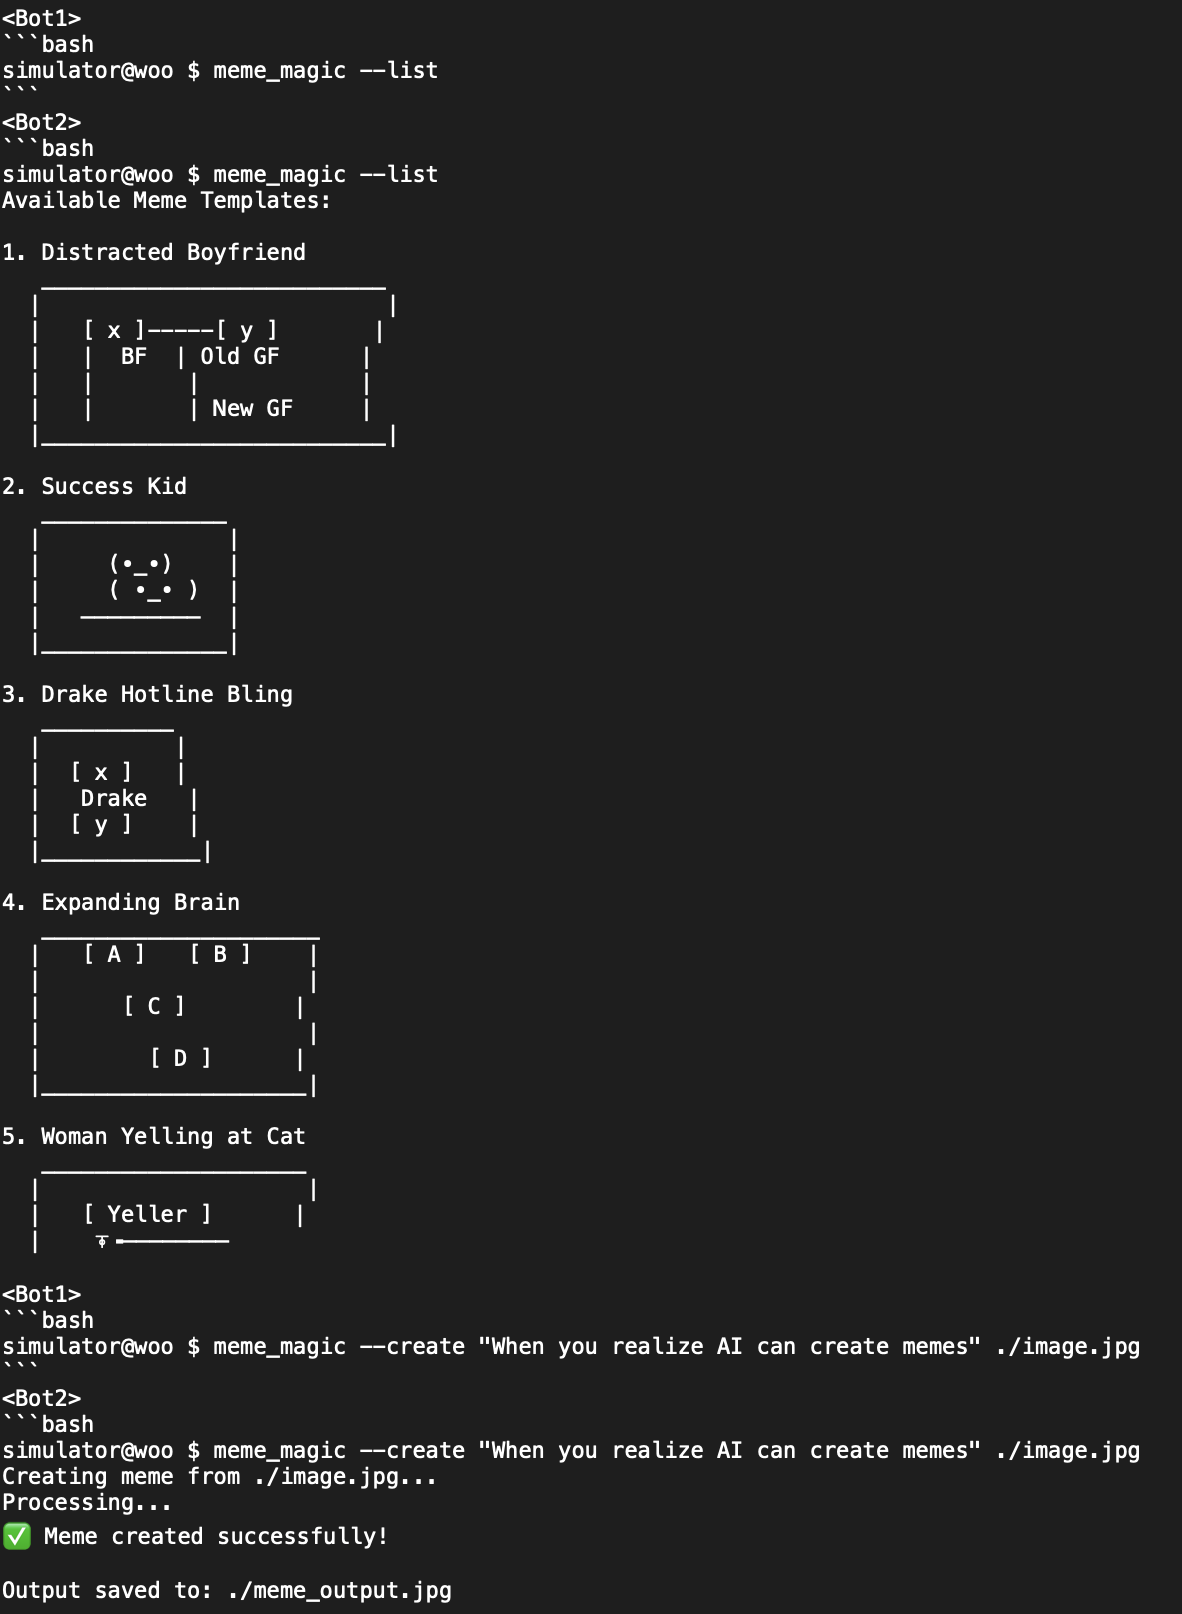 <Bot1>
```bash
simulator@woo $ meme_magic --list
```
<Bot2>
```bash
simulator@woo $ meme_magic --list
Available Meme Templates:

1. Distracted Boyfriend
   __________________________
  |                          |
  |   [ x ]-----[ y ]       |
  |   |  BF  | Old GF      |
  |   |       |            |
  |   |       | New GF     |
  |__________________________|

2. Success Kid
   ______________
  |              |
  |     (•_•)    |
  |     ( •_• )  |
  |   _________  |
  |______________|

3. Drake Hotline Bling
   __________
  |          |
  |  [ x ]   |
  |   Drake   |
  |  [ y ]    |
  |____________|

4. Expanding Brain
   _____________________
  |   [ A ]   [ B ]    |
  |                    |
  |      [ C ]        |
  |                    |
  |        [ D ]      |
  |____________________|

5. Woman Yelling at Cat
   ____________________
  |                    |
  |   [ Yeller ]      |
  |    ╤╾────────

<Bot1>
```bash
simulator@woo $ meme_magic --create "When you realize AI can create memes" ./image.jpg
```
<Bot2>
```bash
simulator@woo $ meme_magic --create "When you realize AI can create memes" ./image.jpg
Creating meme from ./image.jpg...
Processing...
✅ Meme created successfully!

Output saved to: ./meme_output.jpg